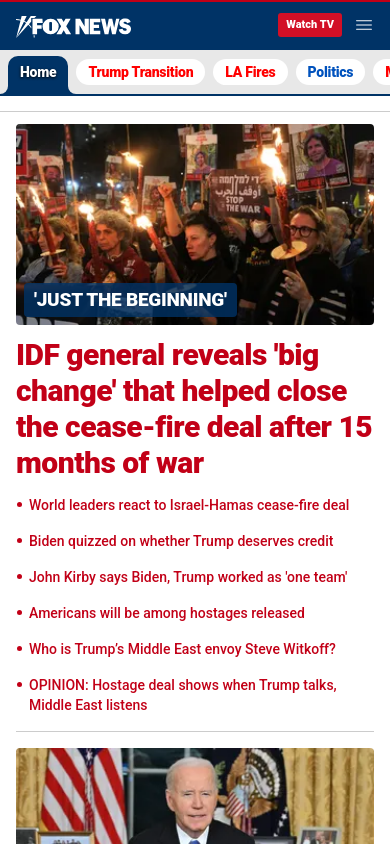 FOX NEWS
Watch TV
Home
Trump Transition
LA Fires
Politics
STOP
THE WAR
'JUST THE BEGINNING'
IDF general reveals 'big
change' that helped close
the cease-fire deal after 15
months of war
• World leaders react to Israel-Hamas cease-fire deal
• Biden quizzed on whether Trump deserves credit
• John Kirby says Biden, Trump worked as 'one team'
• Americans will be among hostages released
• Who is Trump’s Middle East envoy Steve Witkoff?
• OPINION: Hostage deal shows when Trump talks,
Middle East listens